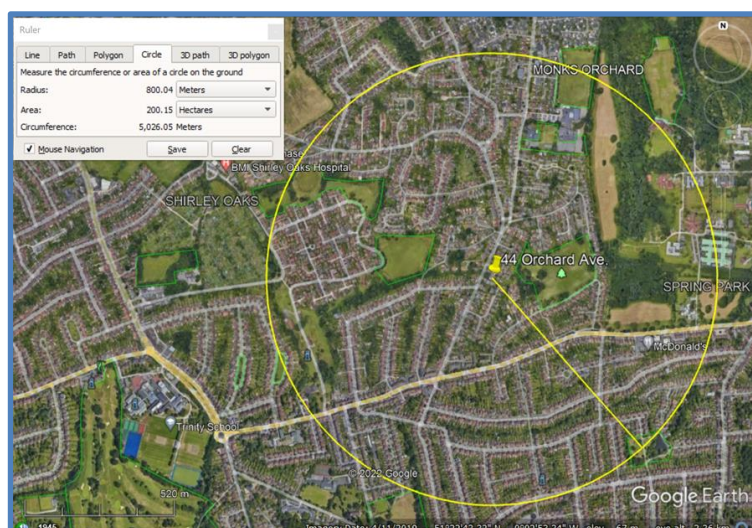 Ruler
Line Path Polygon Circle 3D path 3D polygon
Measure the circumference or area of a circle on the ground
Radius: 800.04 Meters
Area: 200.15 Hectares
Circumference: 5,026.05 Meters
Mouse Navigation Save Clear
N
MONKS ORCHARD
BMI Shirley Oaks Hospital
SHIRLEY OAKS
44 Orchard Ave.
SPRING PARK
McDonald's
Trinity School
© 2022 Google
Google Earth
520 m
1945